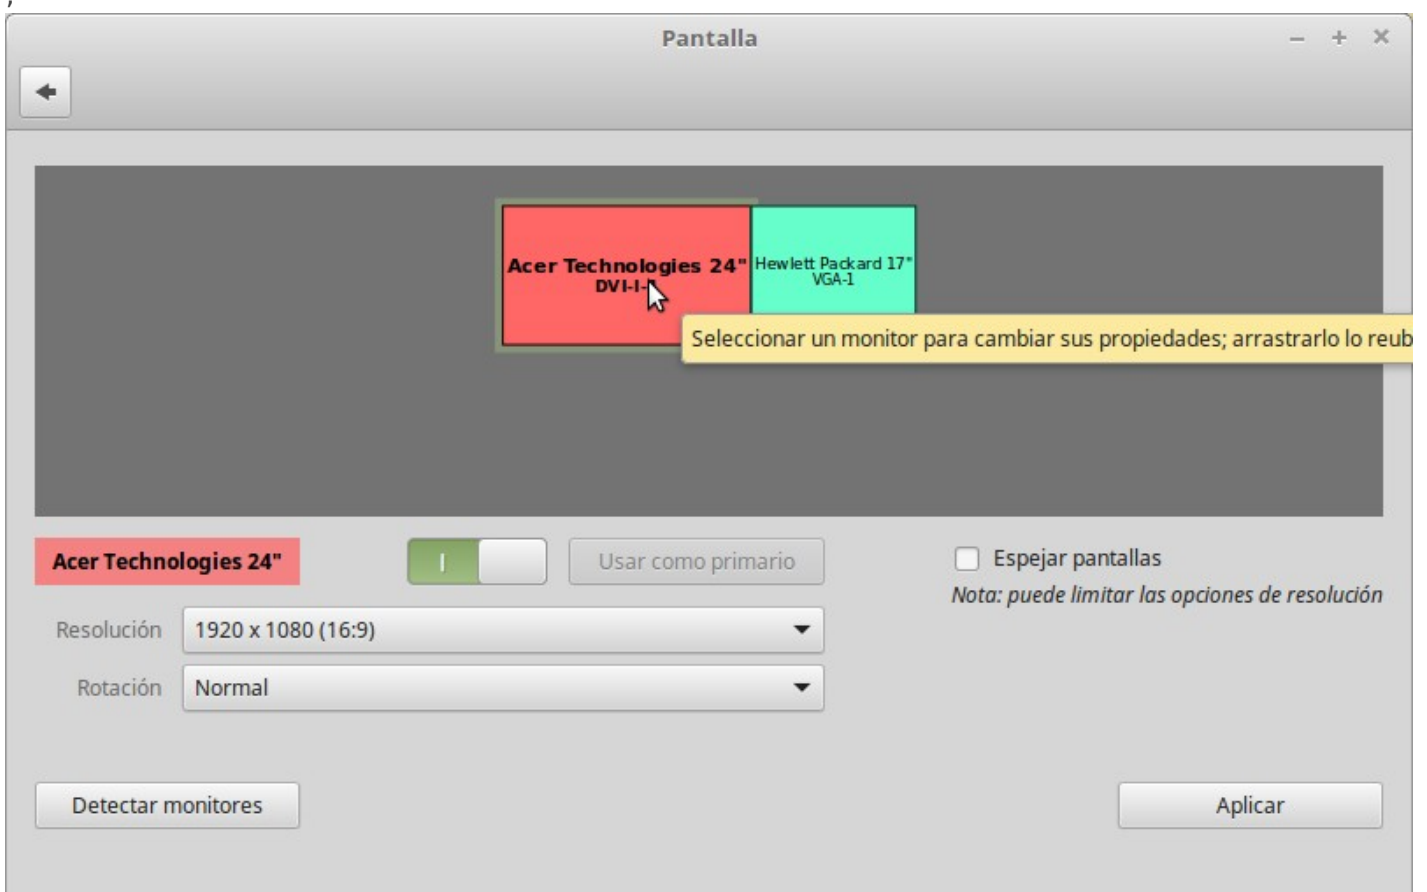 Pantalla
Acer Technologies 24"
DVI-I-
Hewlett Packard 17"
VGA-1
Seleccionar un monitor para cambiar sus propiedades; arrastrarlo lo reub
Acer Technologies 24"
Usar como primario
Espejar pantallas
Nota: puede limitar las opciones de resolución
Resolución 1920 x 1080 (16:9)
Rotación Normal
Detectar monitores
Aplicar